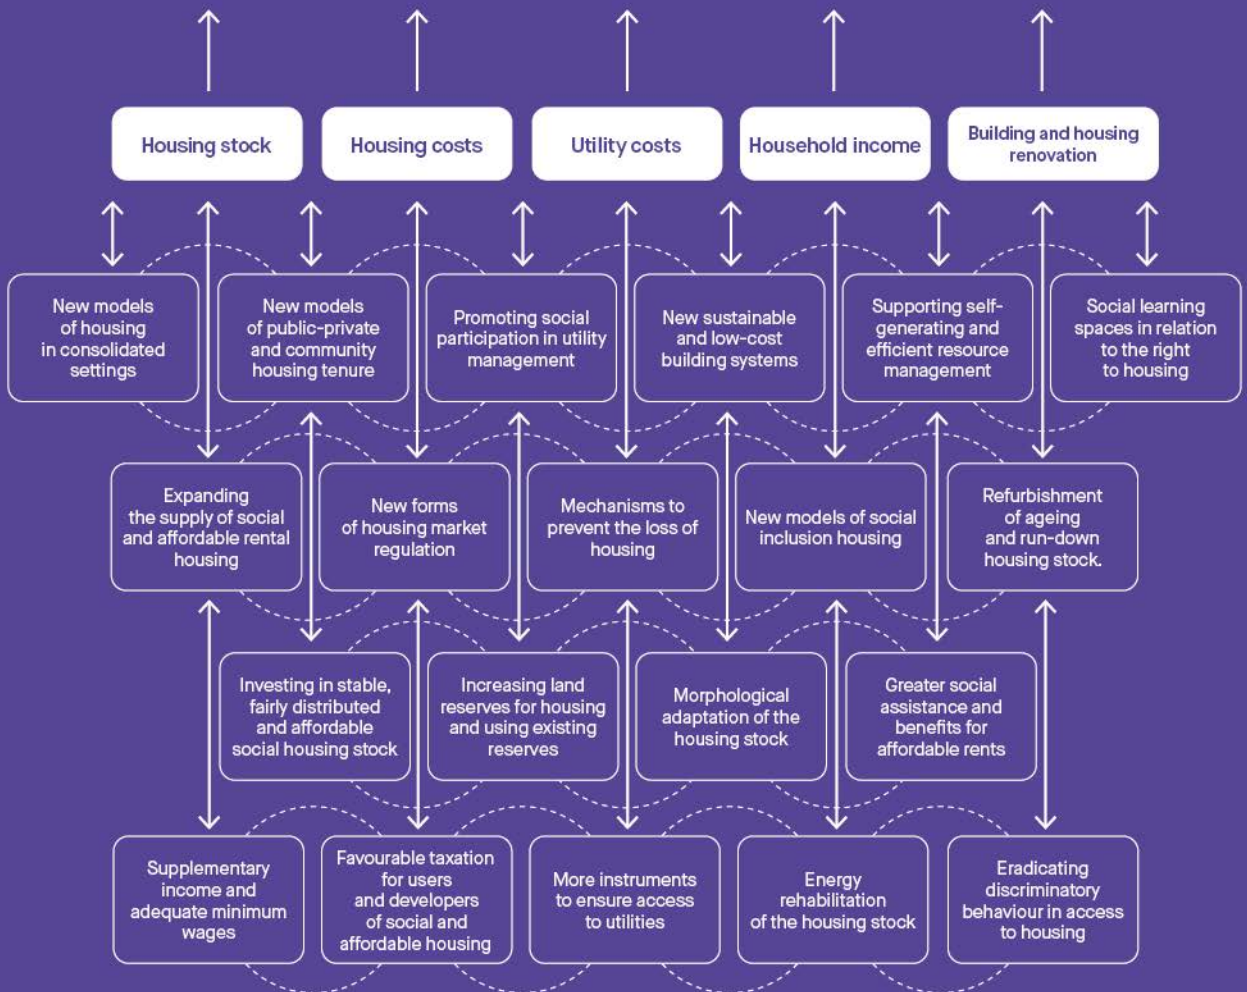 Housing stock
Housing costs
Utility costs
Household income
Building and housing
renovation
New models
of housing
in consolidated
settings
New models
of public-private
and community
housing tenure
Promoting social
participation in utility
management
New sustainable
and low-cost
building systems
Supporting self-
generating and
efficient resource
management
Social learning
spaces in relation
to the right
to housing
Expanding
the supply of social
and affordable rental
housing
New forms
of housing market
regulation
Mechanisms to
prevent the loss of
housing
New models of social
inclusion housing
Refurbishment
of ageing
and run-down
housing stock.
Investing in stable,
fairly distributed
and affordable
social housing stock
Increasing land
reserves for housing
and using existing
reserves
Morphological
adaptation of the
housing stock
Greater social
assistance and
benefits for
affordable rents
Supplementary
income and
adequate minimum
wages
Favourable taxation
for users
and developers
of social and
affordable housing
More instruments
to ensure access
to utilities
Energy
rehabilitation
of the housing stock
Eradicating
discriminatory
behaviour in access
to housing